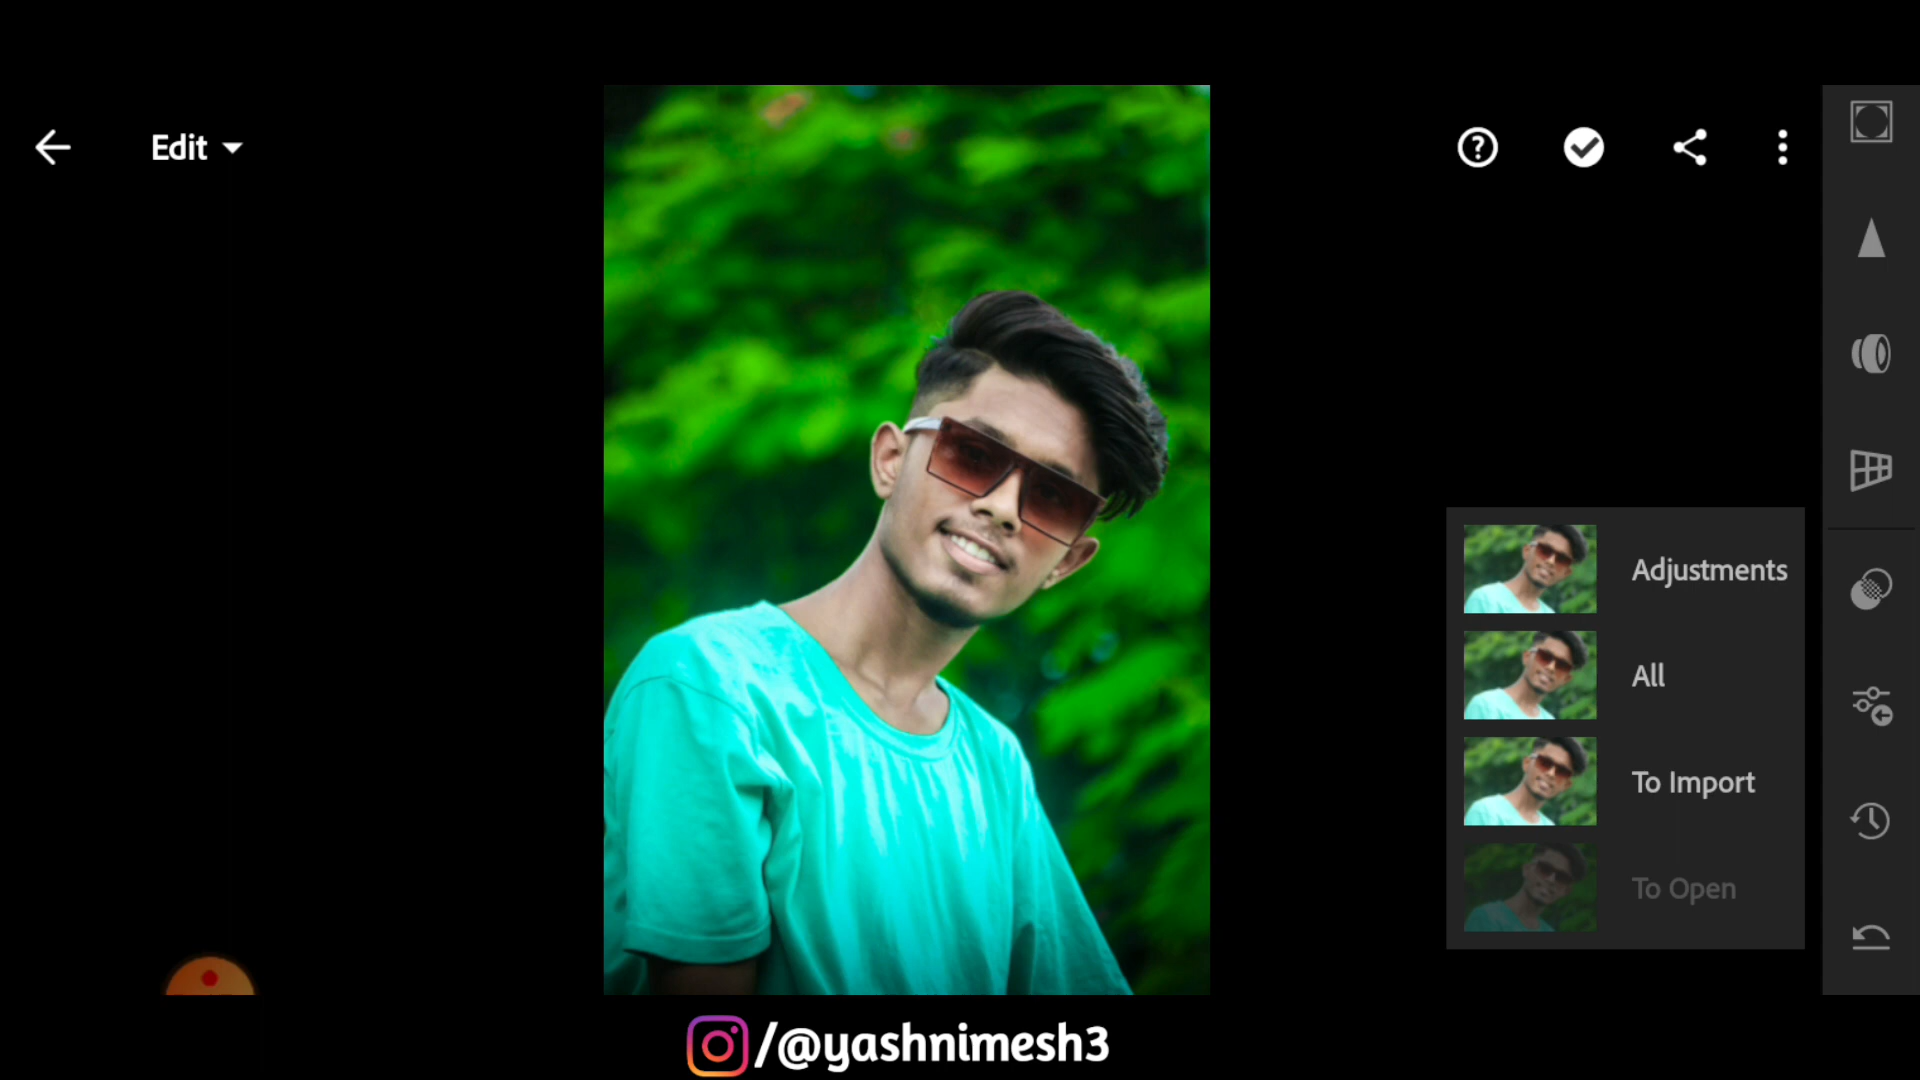 Edit
Adjustments
All
To Import
To Open
/@yashnimesh3